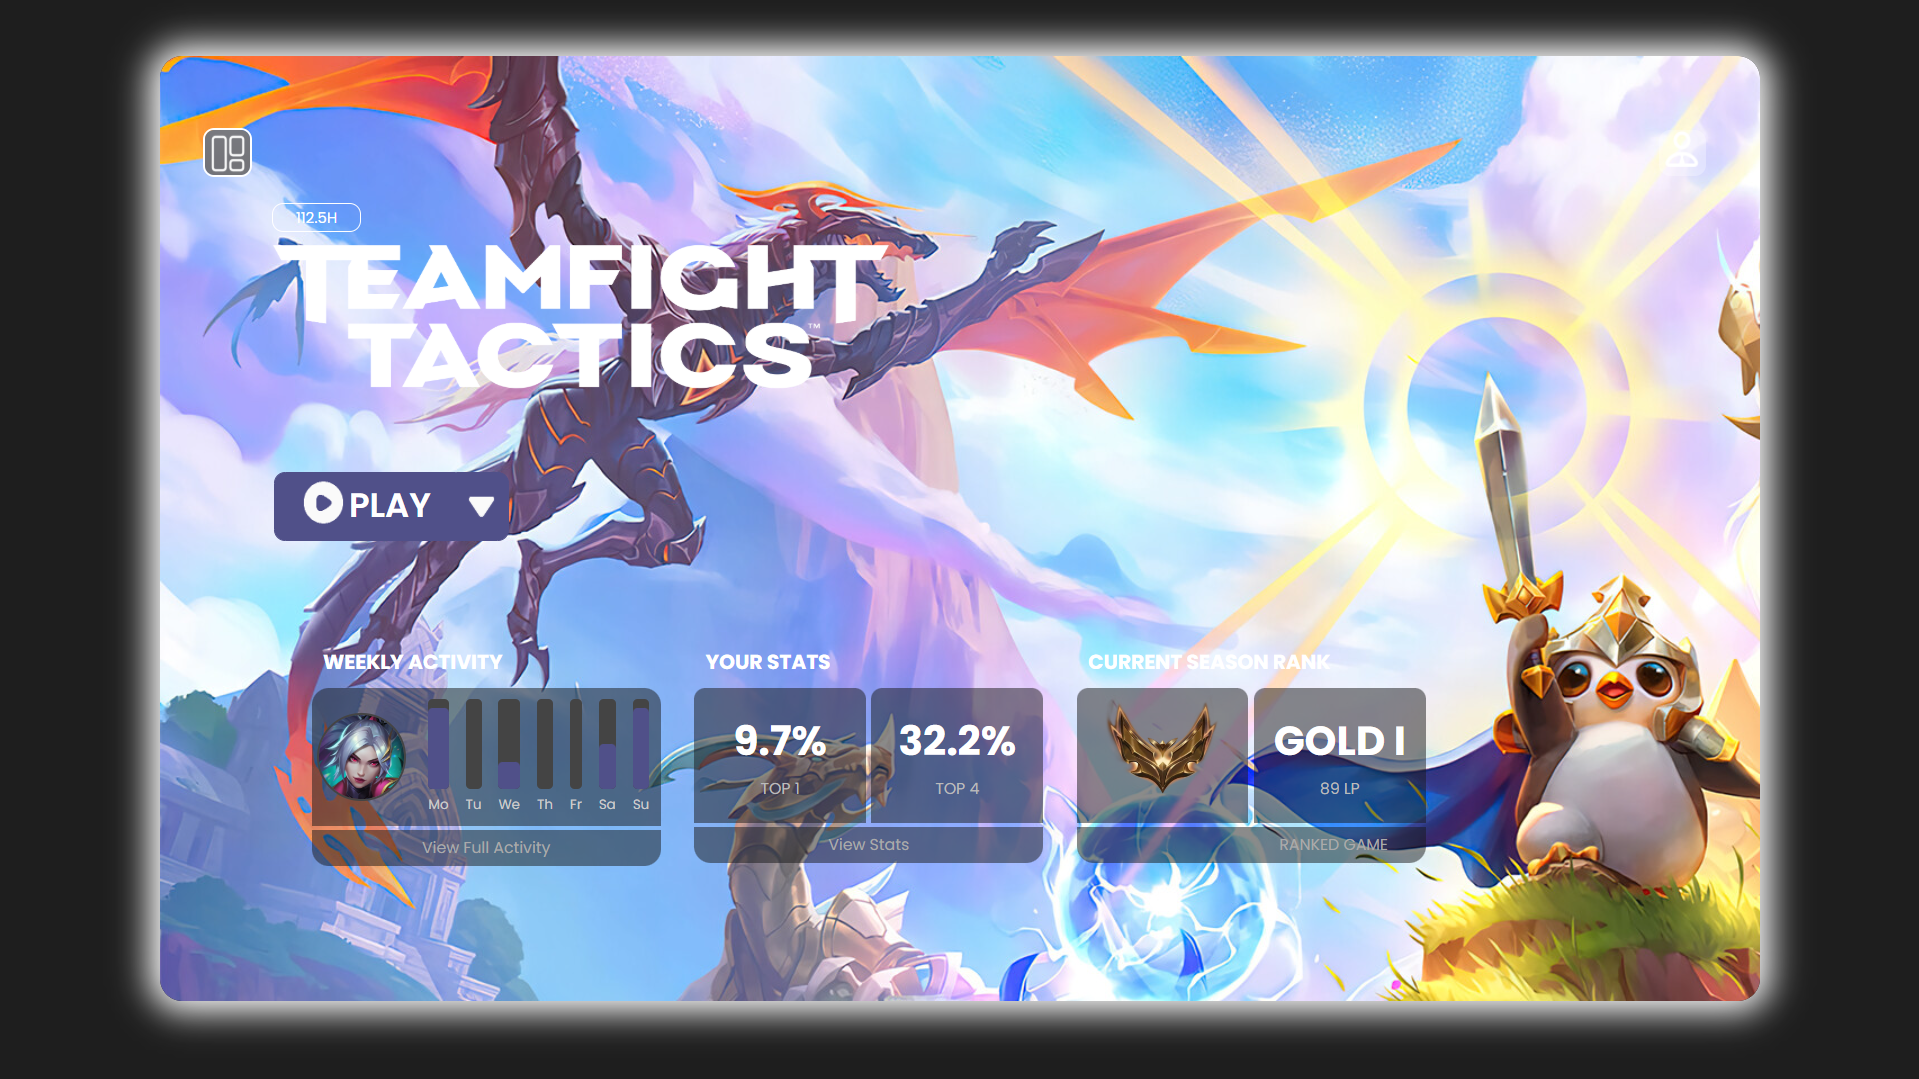 112.5H
TEAMFIGHT
TACTICS™
PLAY
WEEKLY ACTIVITY
Mo Tu We Th Fr Sa Su
View Full Activity
YOUR STATS
9.7% 32.2%
TOP 1 TOP 4
View Stats
CURRENT SEASON RANK
GOLD I
89 LP
RANKED GAME